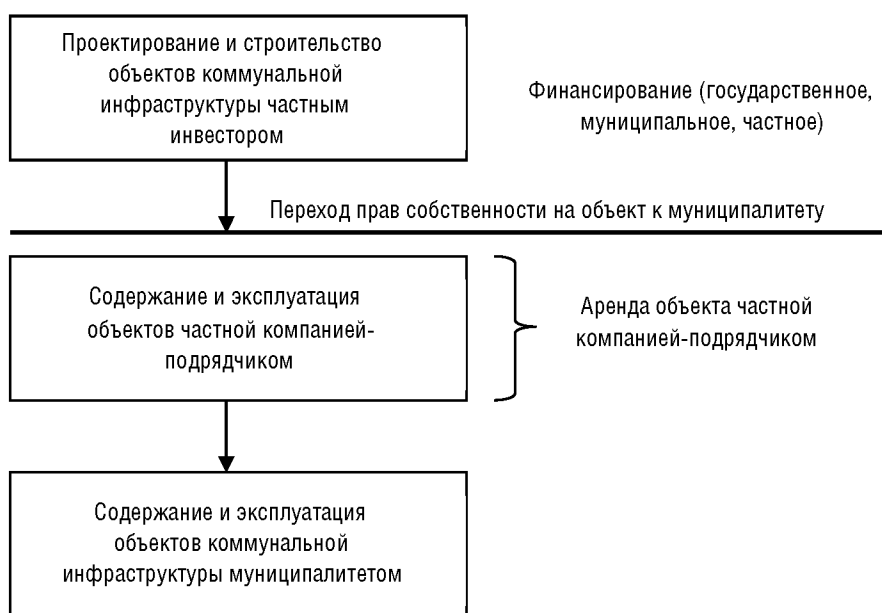 Проектирование и строительство
объектов коммунальной
инфраструктуры частным
инвестором
Финансирование (государственное,
муниципальное, частное)
Переход прав собственности на объект к муниципалитету
Содержание и эксплуатация
объектов частной компанией-
подрядчиком
Аренда объекта частной
компанией-подрядчиком
Содержание и эксплуатация
объектов коммунальной
инфраструктуры муниципалитетом